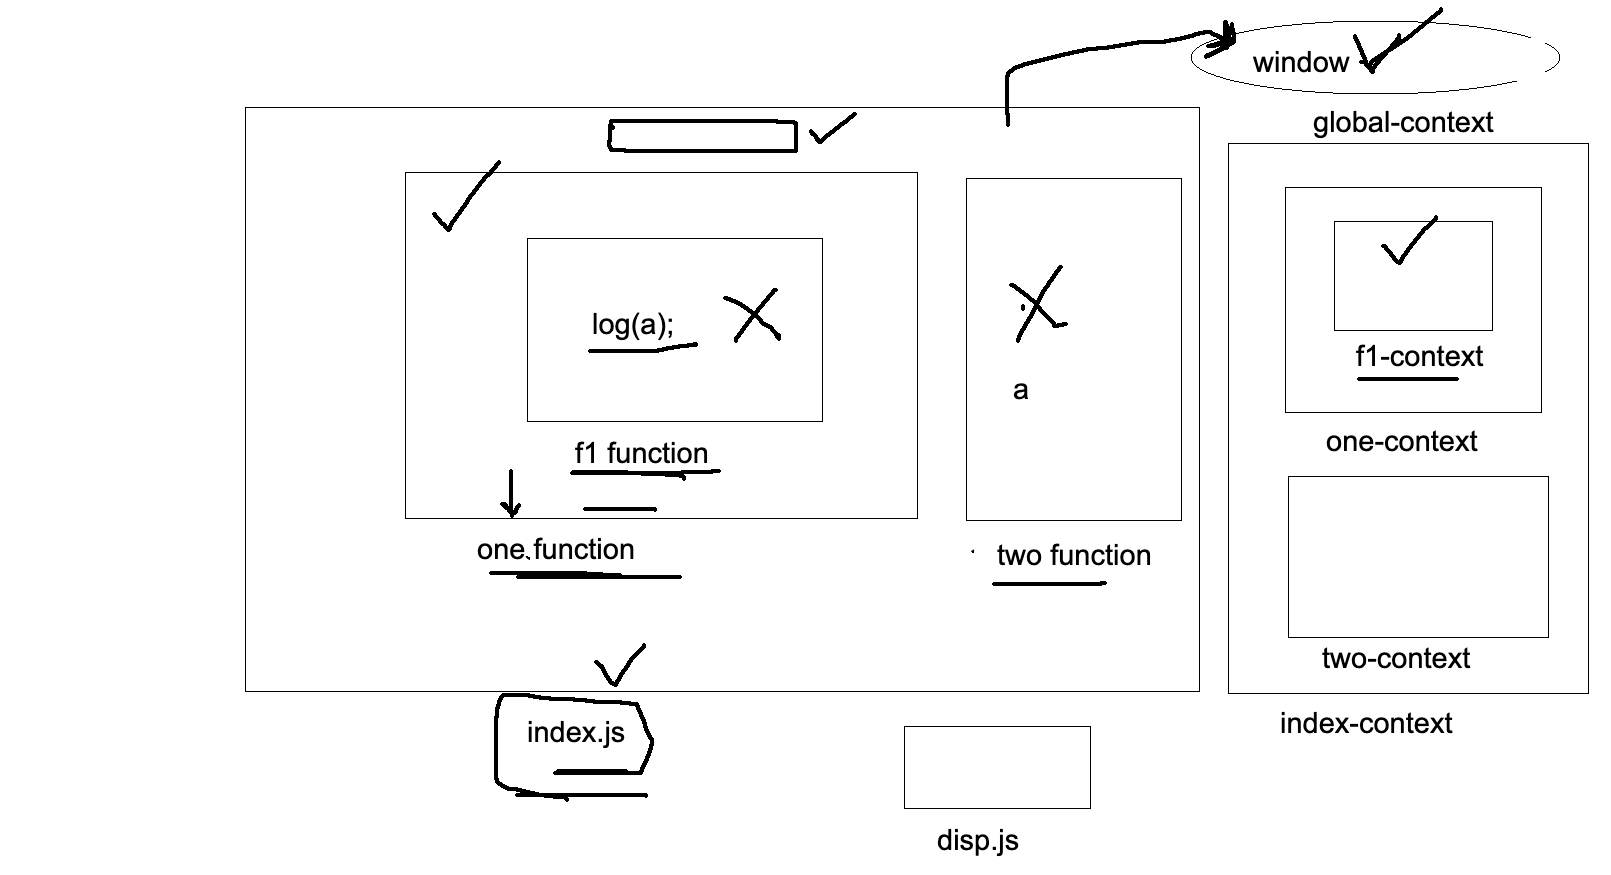 window
global-context
log(a);
a
f1 function
one.function
two function
index.js
disp.js
f1-context
one-context
two-context
index-context